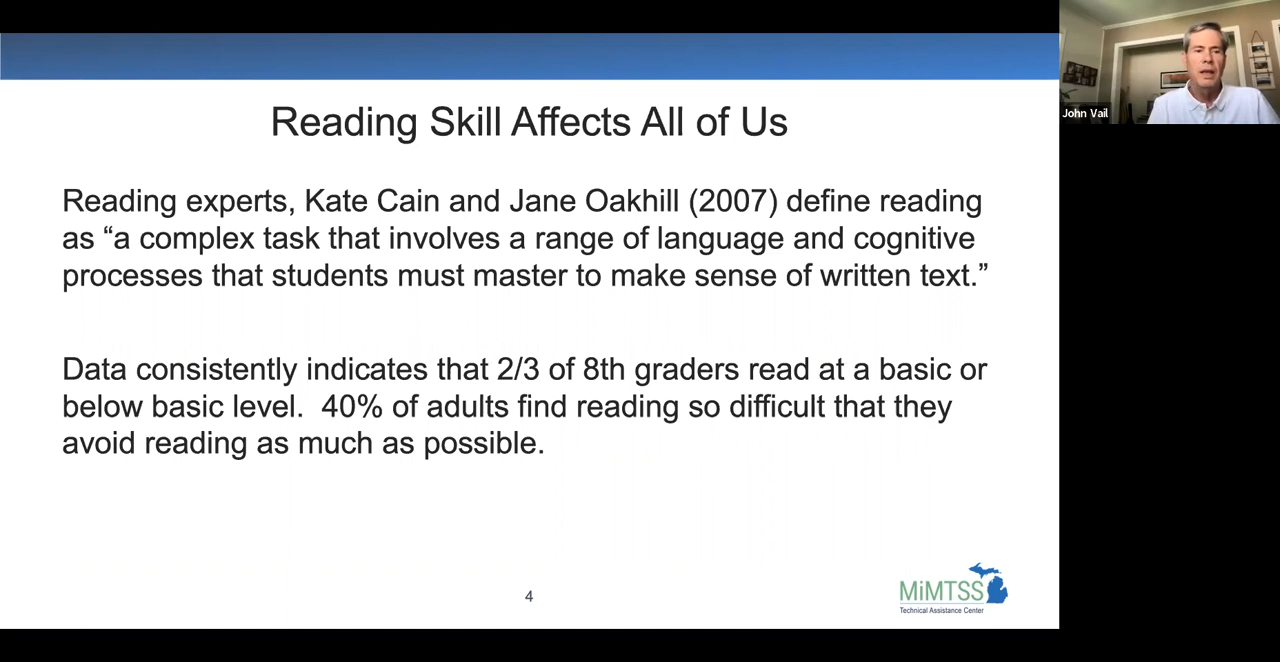 Reading Skill Affects All of Us
Reading experts, Kate Cain and Jane Oakhill (2007) define reading
as “a complex task that involves a range of language and cognitive
processes that students must master to make sense of written text.”
Data consistently indicates that 2/3 of 8th graders read at a basic or
below basic level.  40% of adults find reading so difficult that they
avoid reading as much as possible.
4
MiMTSS
Technical Assistance Center
John Vail